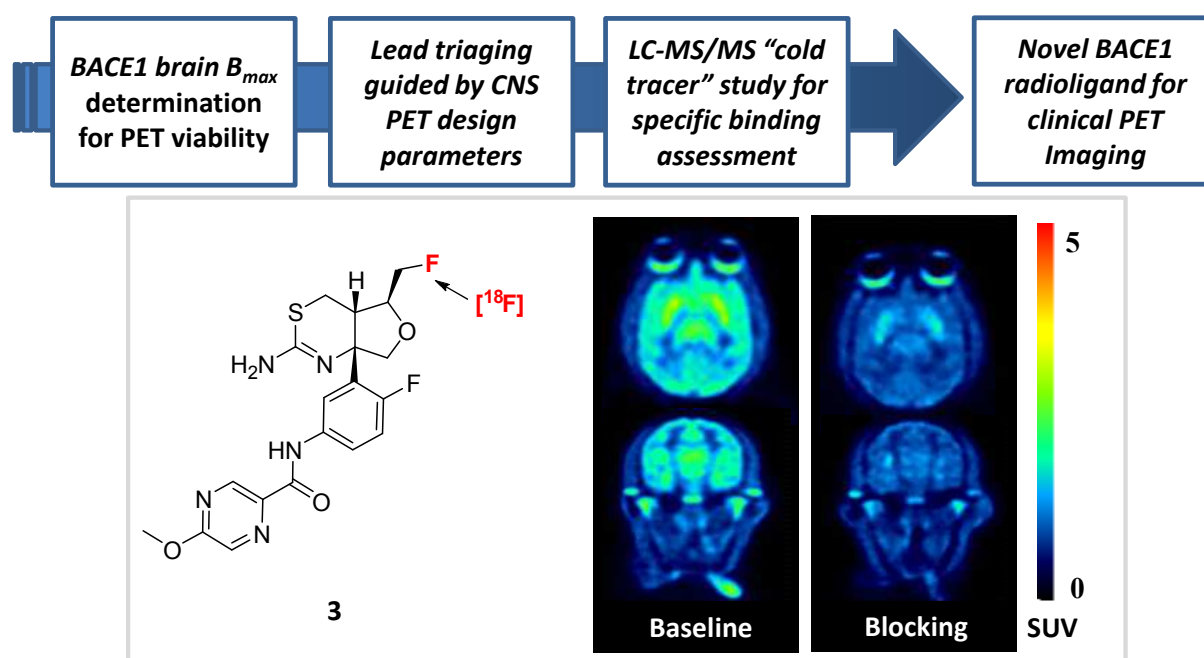 BACE1 brain Bmax
determination
for PET viability
Lead triaging
guided by CNS
PET design
parameters
LC-MS/MS “cold
tracer” study for
specific binding
assessment
Novel BACE1
radioligand for
clinical PET
Imaging
F
[18F]
H
S
O
H2N
N
F
NH
O
N
N
O
3
Baseline
Blocking
5
0
SUV